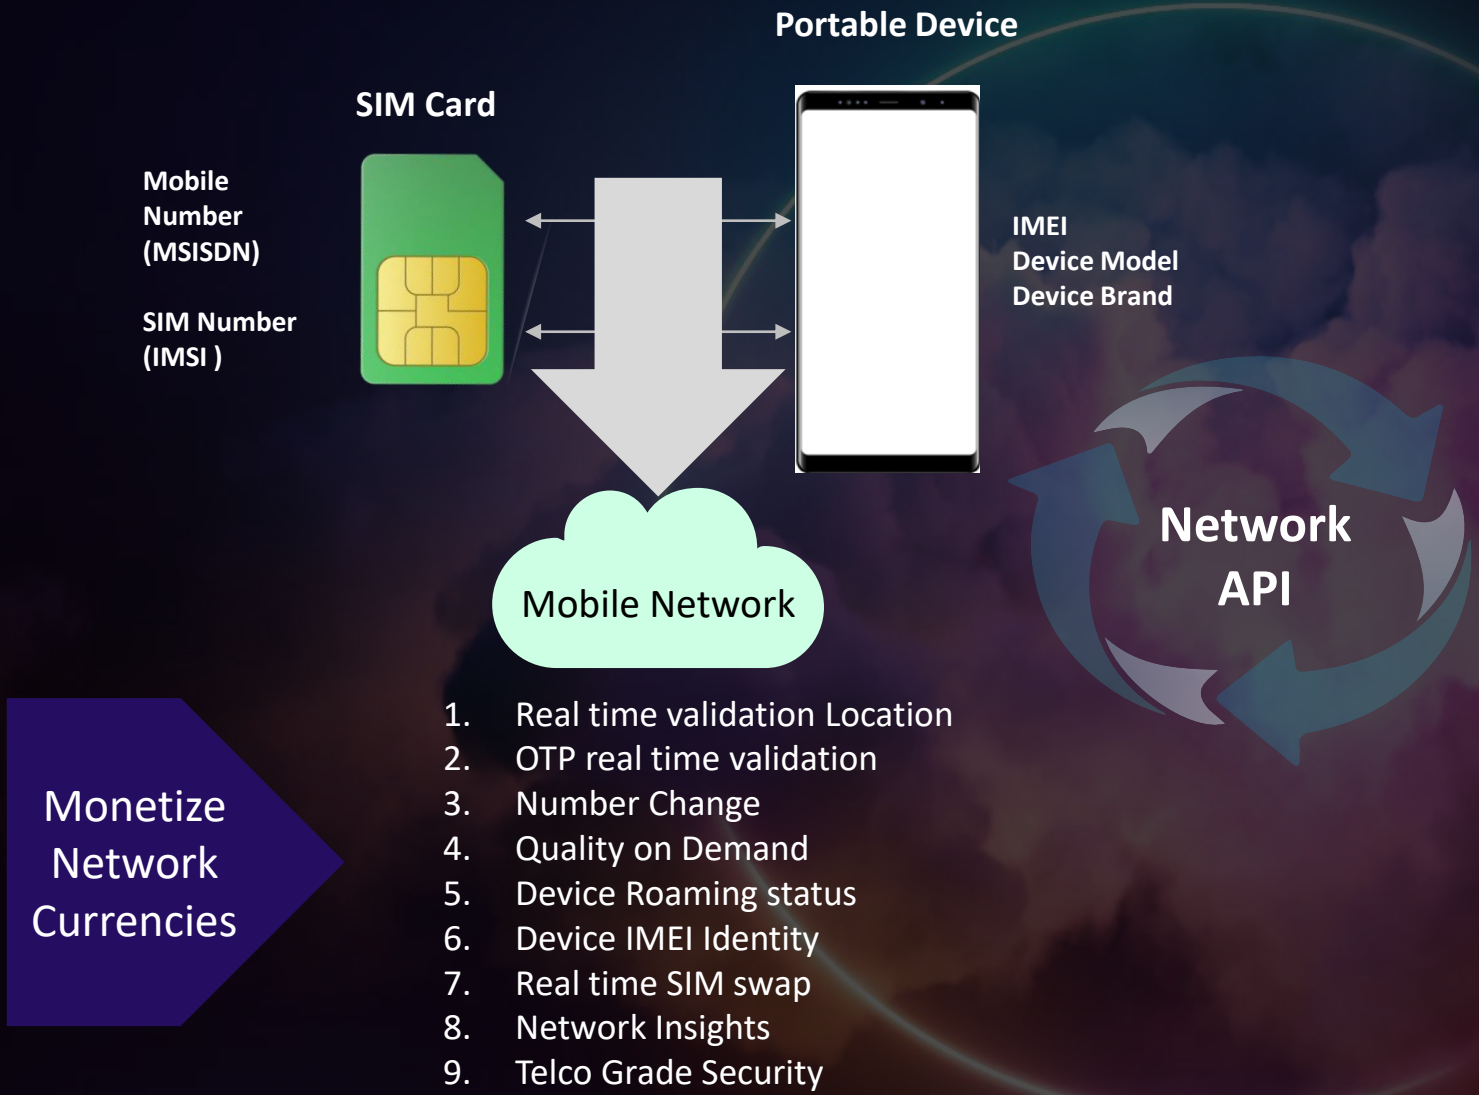 Portable Device
SIM Card
Mobile
Number
(MSISDN)
SIM Number
(IMSI )
IMEI
Device Model
Device Brand
Network
API
Mobile Network
Monetize
Network
Currencies
1. Real time validation Location
2. OTP real time validation
3. Number Change
4. Quality on Demand
5. Device Roaming status
6. Device IMEI Identity
7. Real time SIM swap
8. Network Insights
9. Telco Grade Security